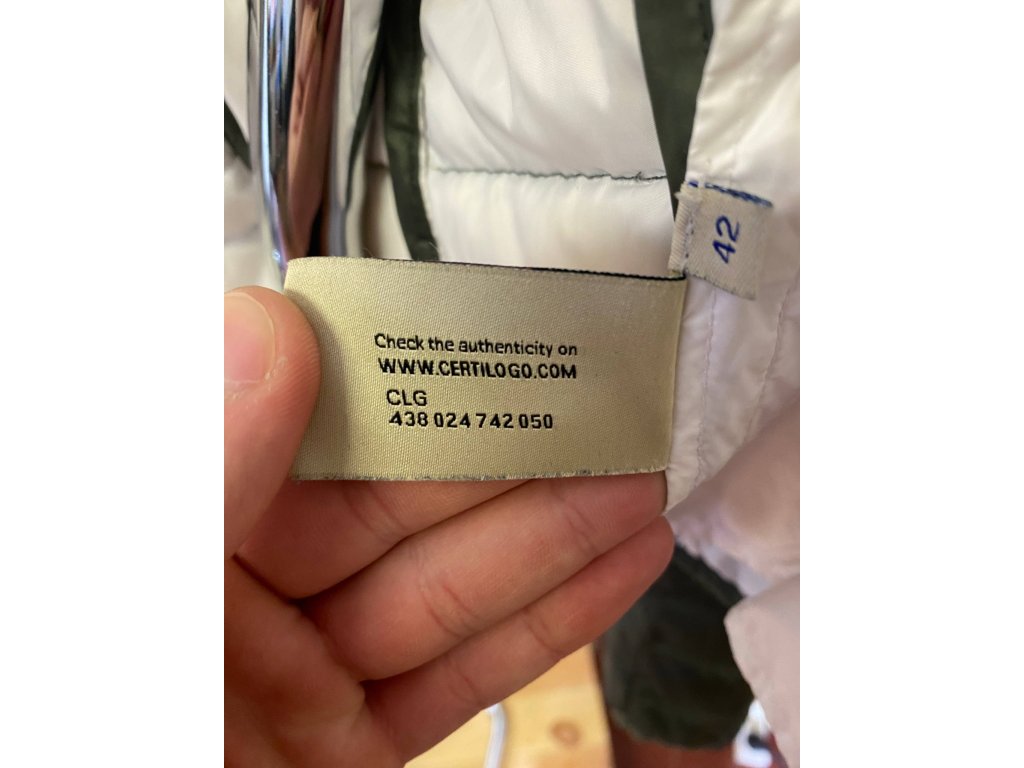 Check the authenticity on
WWW.CERTILOGO.COM
CLG
438 024 742 050
42